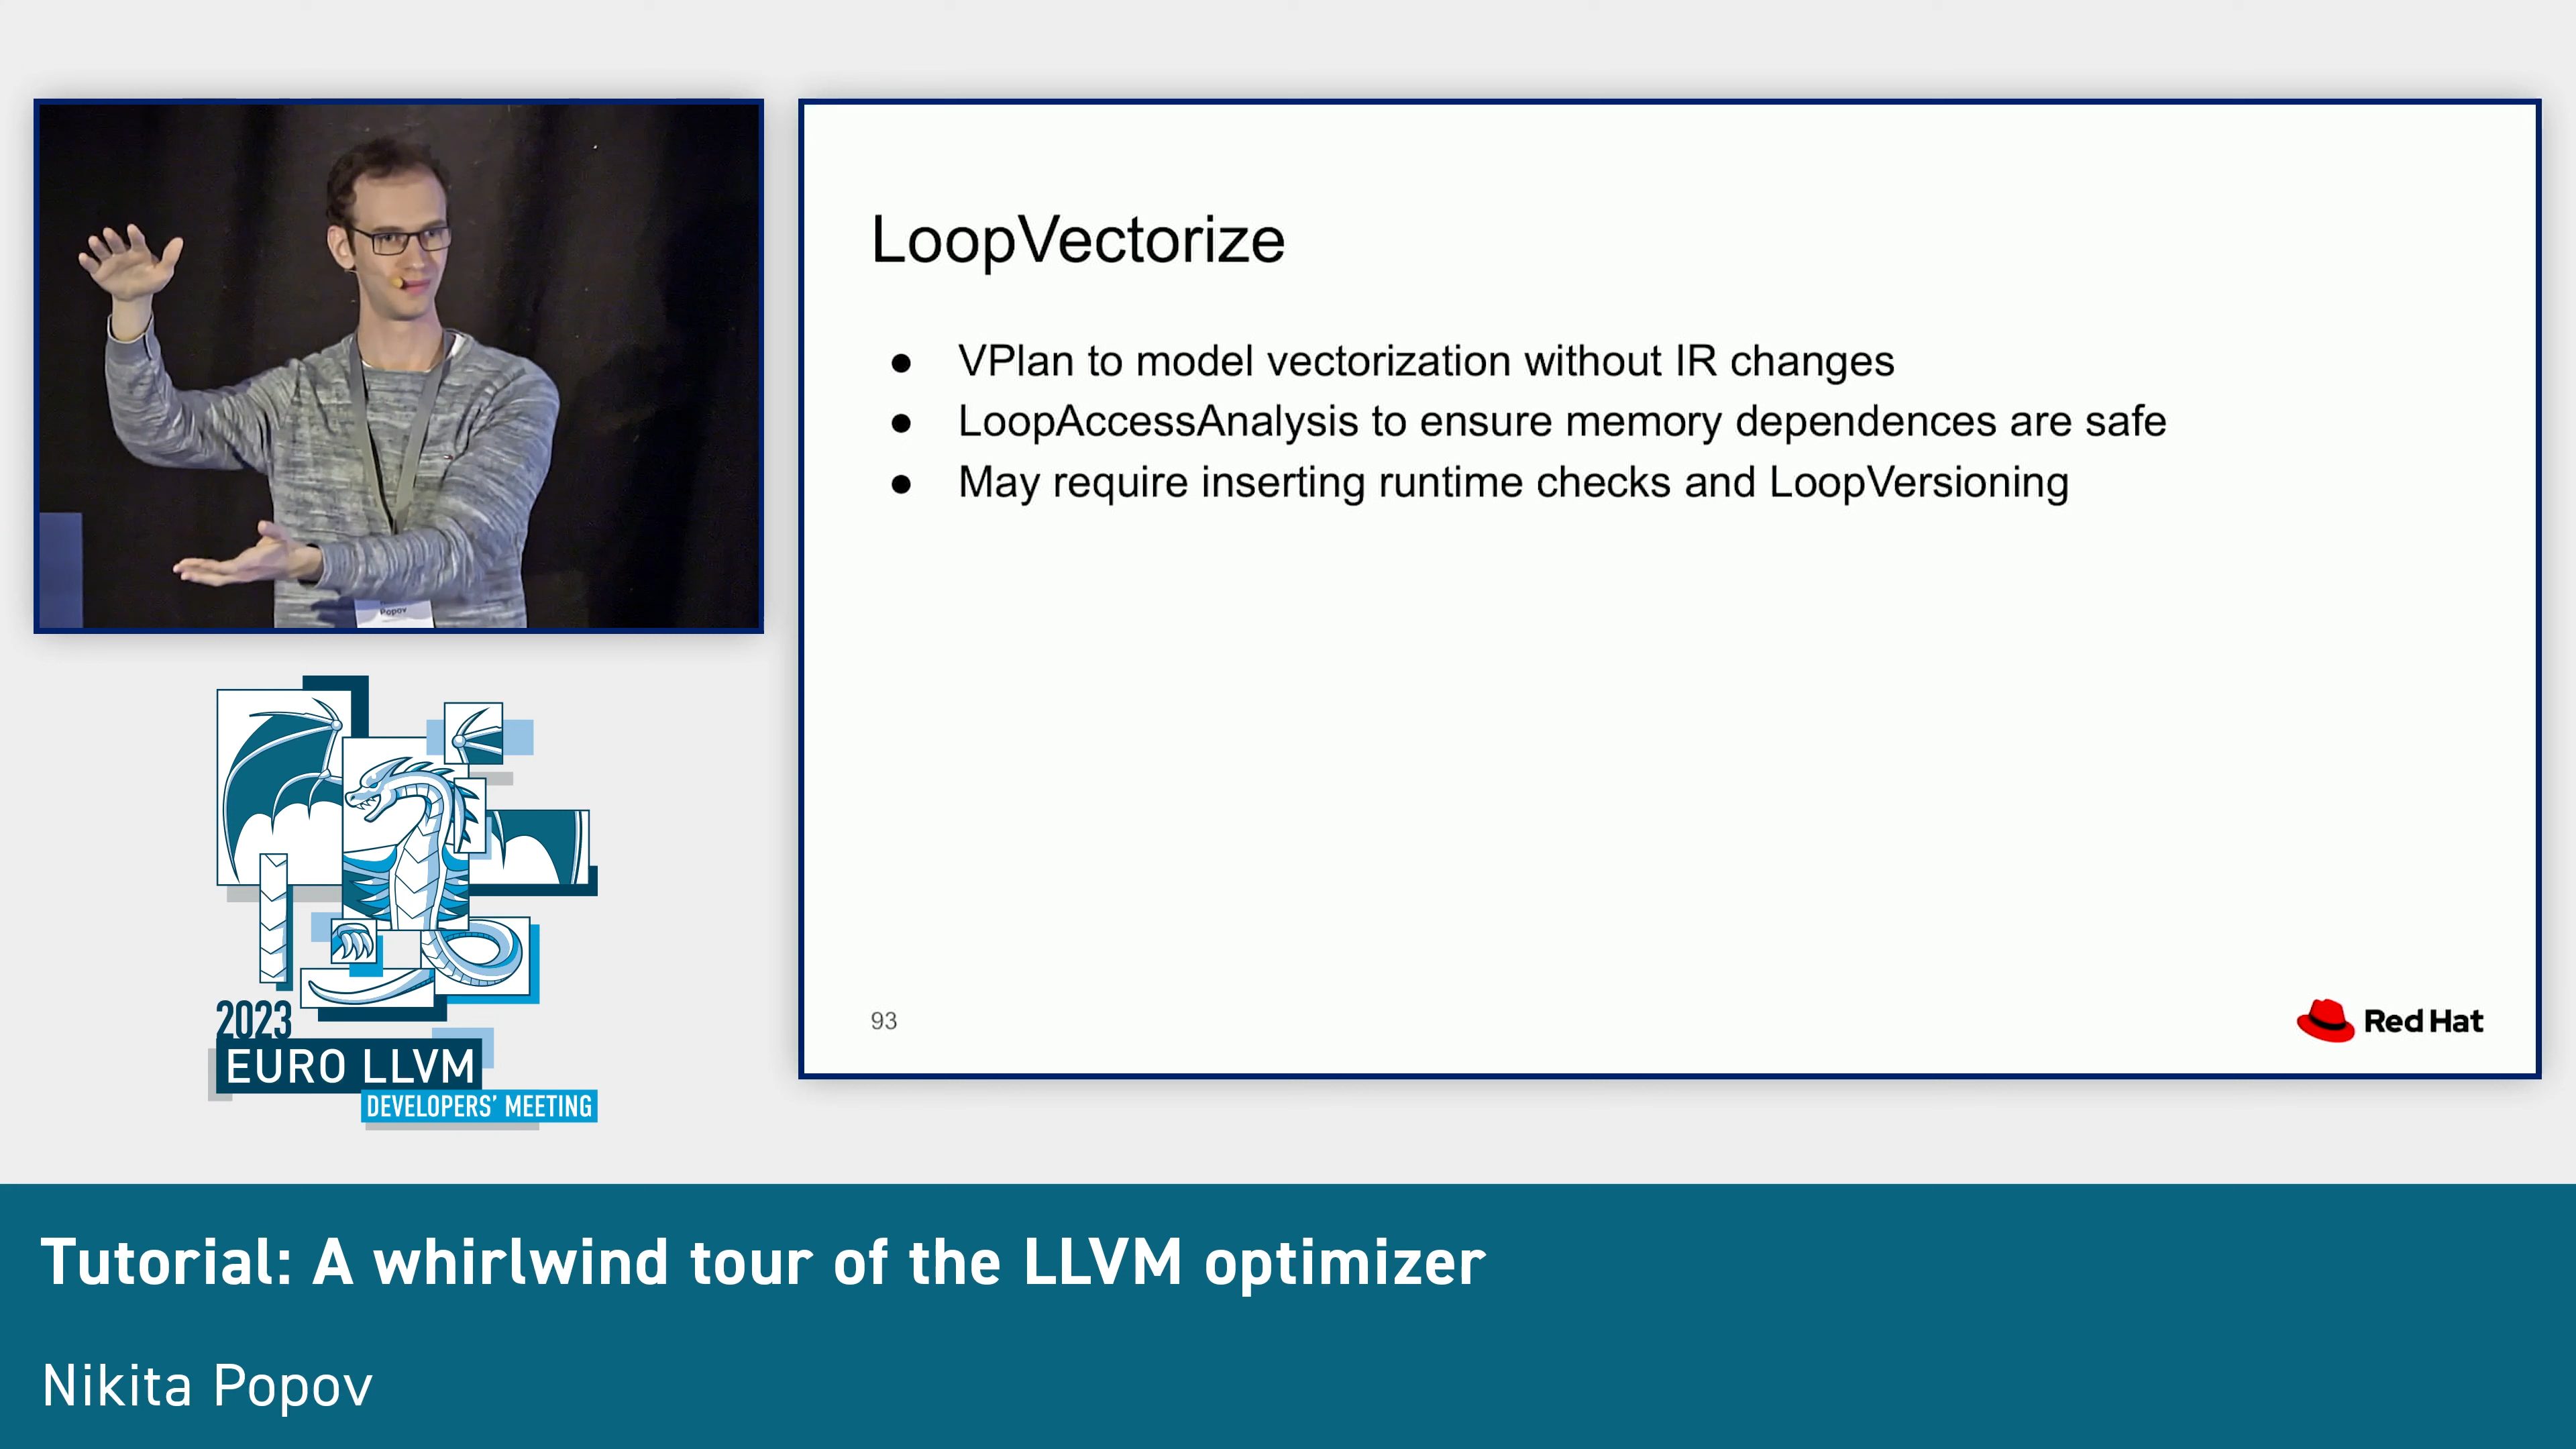 Popov
LoopVectorize
● VPlan to model vectorization without IR changes
● LoopAccessAnalysis to ensure memory dependences are safe
● May require inserting runtime checks and LoopVersioning
93
Red Hat
2023
EURO LLVM
DEVELOPERS' MEETING
Tutorial: A whirlwind tour of the LLVM optimizer
Nikita Popov